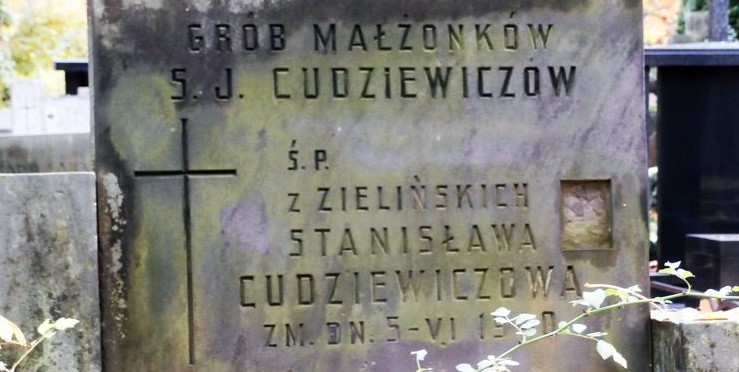 GRÓB MAŁŻONKÓW
S. J. CUDZIEWICZÓW
Ś. P.
z ZIELIŃSKICH
STANISŁAWA
CUDZIEWICZOWA
ZM. DN. 5-VI